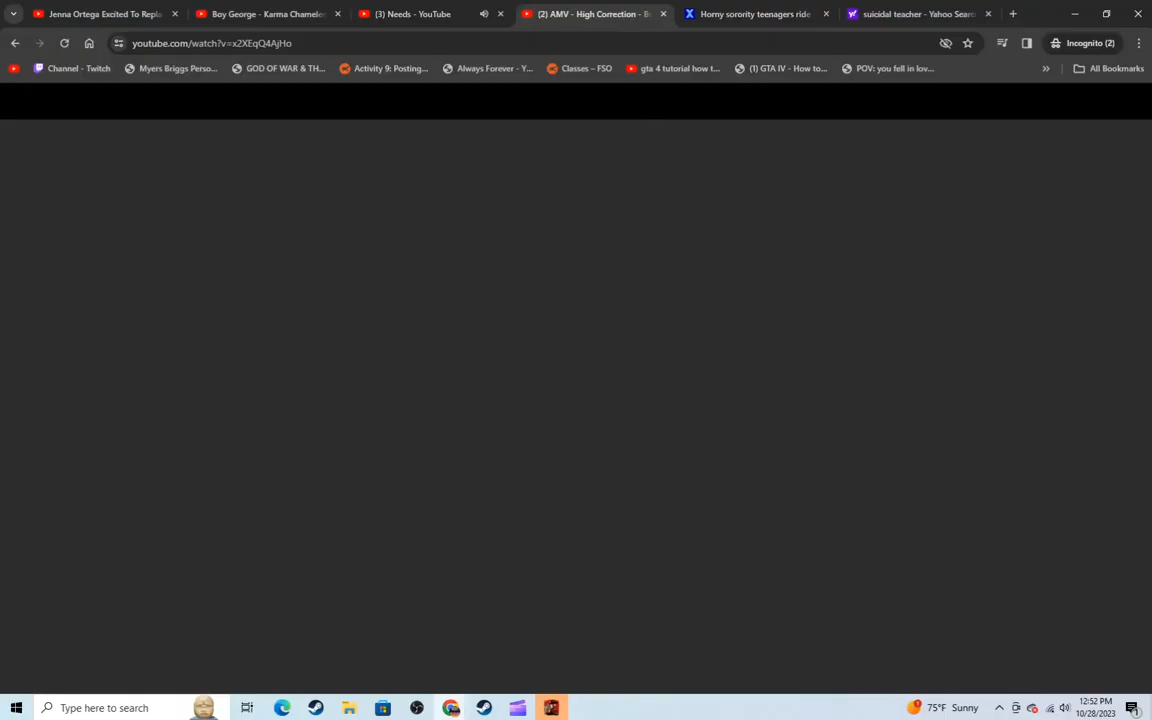 Jenna Ortega Excited To Repla
Boy George - Karma Chamele
(3) Needs - YouTube
(2) AMV - High Correction - B
Horny sorority teenagers ride
suicidal teacher - Yahoo Sear
youtube.com/watch?v=x2XEqQ4AjHo
Incognito (2)
Channel - Twitch
Myers Briggs Perso...
GOD OF WAR & TH...
Activity 9: Posting...
Always Forever - Y...
Classes – FSO
gta 4 tutorial how t...
(1) GTA IV - How to...
POV: you fell in lov...
All Bookmarks
Type here to search
75°F Sunny
12:52 PM
10/28/2023